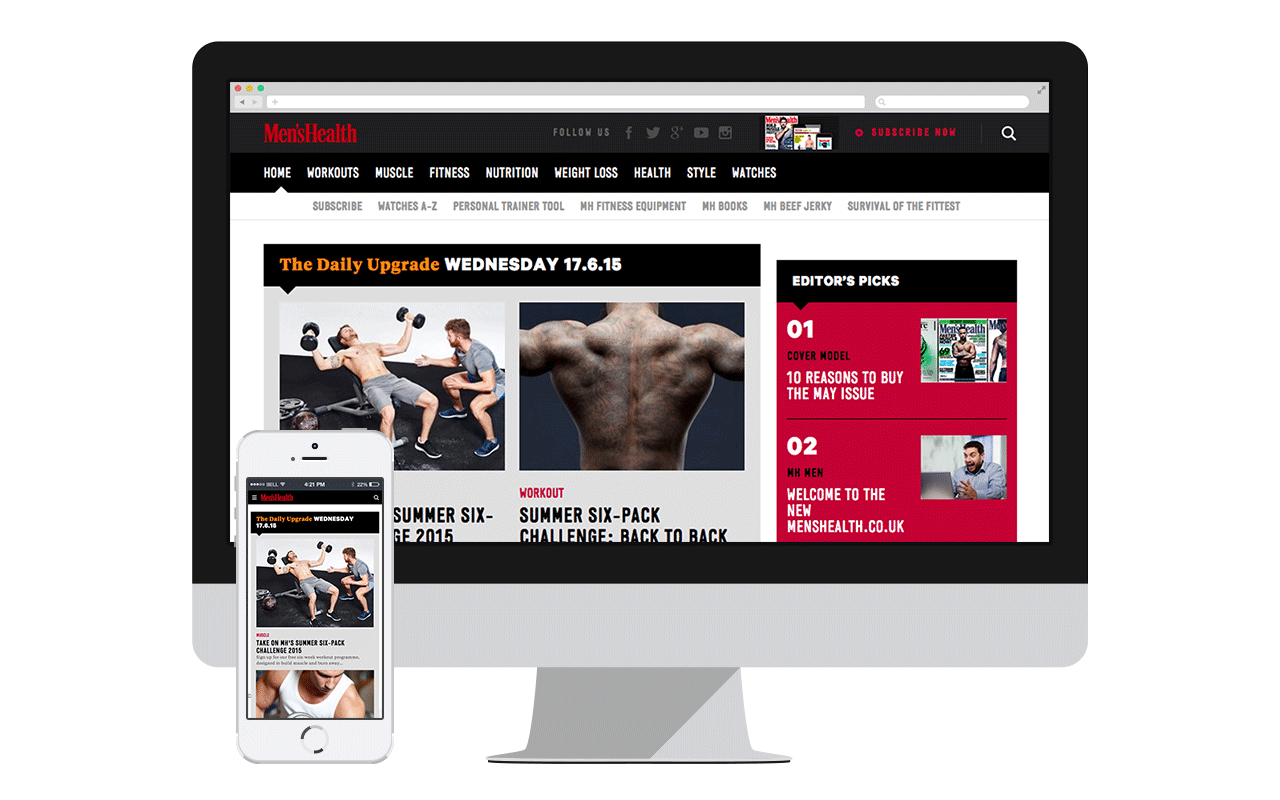 Men'sHealth
FOLLOW US
SUBSCRIBE NOW
HOME WORKOUTS MUSCLE FITNESS NUTRITION WEIGHT LOSS HEALTH STYLE WATCHES
SUBSCRIBE WATCHES A-Z PERSONAL TRAINER TOOL MH FITNESS EQUIPMENT MH BOOKS MH BEEF JERKY SURVIVAL OF THE FITTEST
The Daily Upgrade WEDNESDAY 17.6.15
WORKOUT
SUMMER SIX-
GE 2015
SUMMER SIX-PACK
CHALLENGE: BACK TO BACK
EDITOR'S PICKS
01
COVER MODEL
10 REASONS TO BUY
THE MAY ISSUE
Men'sHealth
02
MH MEN
WELCOME TO THE
NEW
MENSHEALTH.CO.UK
BELL 4:21 PM 22%
Men'sHealth
The Daily Upgrade WEDNESDAY
17.6.15
MUSCLE
TAKE ON MH'S SUMMER SIX-PACK
CHALLENGE 2015
Sign up for our free six-week workout programme,
designed to build muscle and burn away...